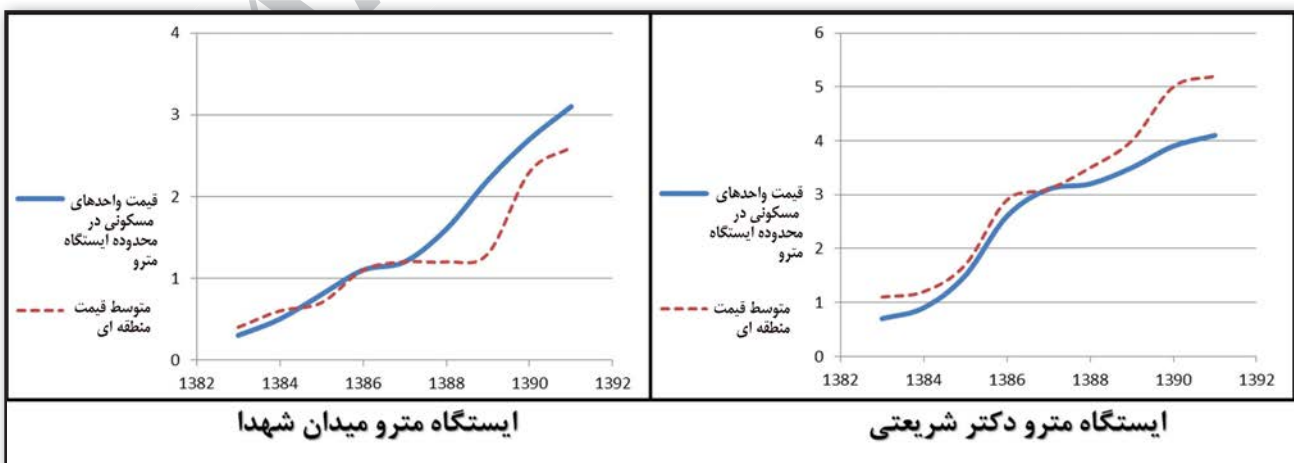 4
3
2
1
0
1382 1384 1386 1388 1390 1392
قیمت واحدهای
مسکونی در
محدوده ایستگاه
مترو
متوسط قیمت
منطقه ای
ایستگاه مترو میدان شهدا
6
5
4
3
2
1
0
1382 1384 1386 1388 1390 1392
قیمت واحدهای
مسکونی در
محدوده ایستگاه
مترو
متوسط قیمت
منطقه ای
ایستگاه مترو دکتر شریعتی